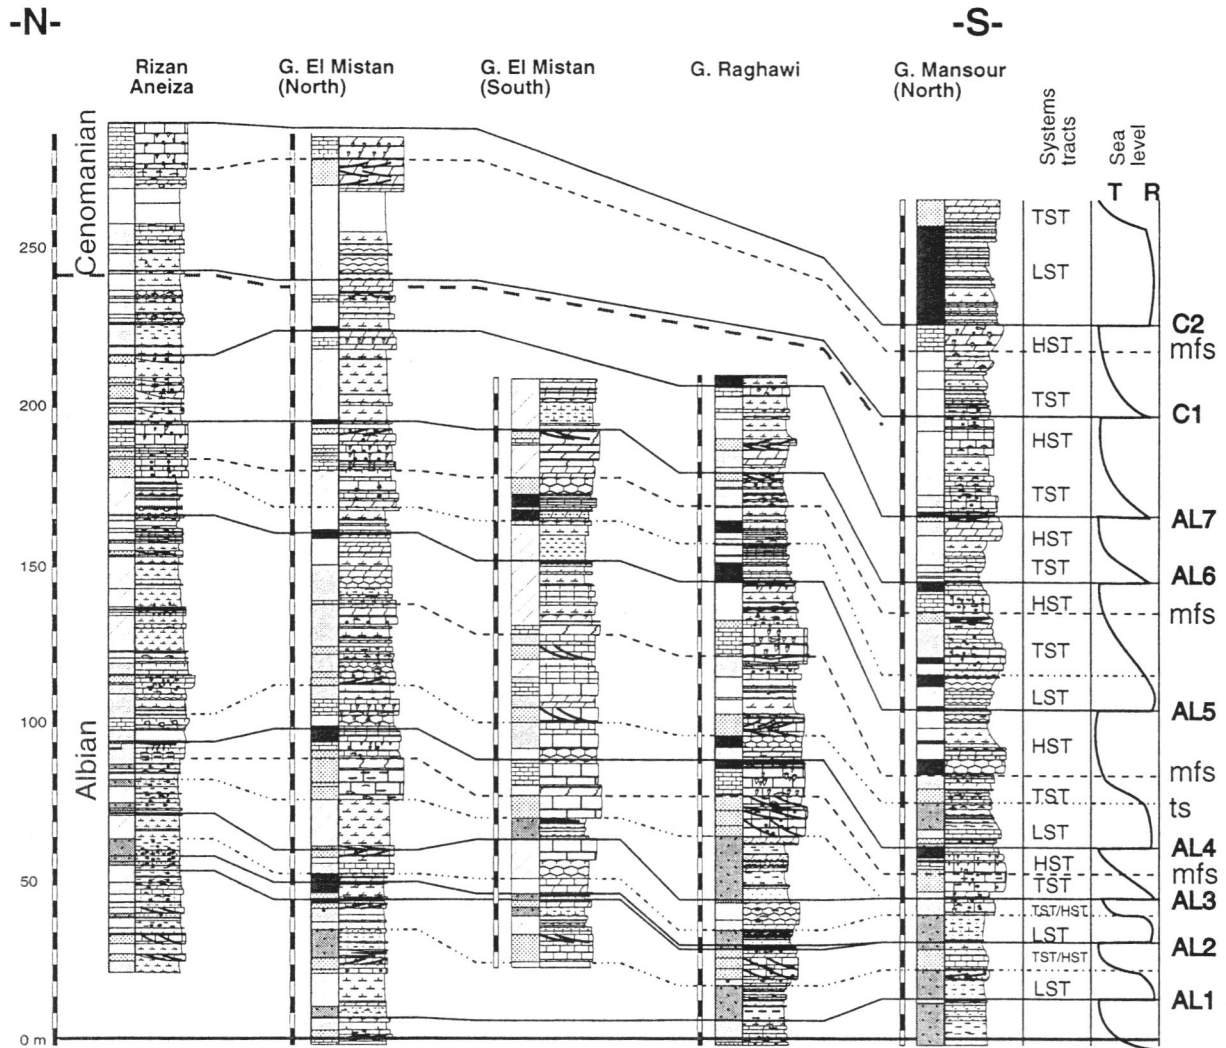 -N-
-S-
Rizan
Aneiza
G. El Mistan
(North)
G. El Mistan
(South)
G. Raghawi
G. Mansour
(North)
Systems
tracts
Sea
level
T R
Cenomanian
Albian
250
200
150
100
50
0 m
TST
LST
C2
HST
mfs
TST
C1
HST
TST
AL7
HST
TST
AL6
HST
mfs
TST
LST
AL5
HST
mfs
TST
ts
LST
AL4
HST
mfs
TST
AL3
TST/HST
LST
AL2
TST/HST
LST
AL1